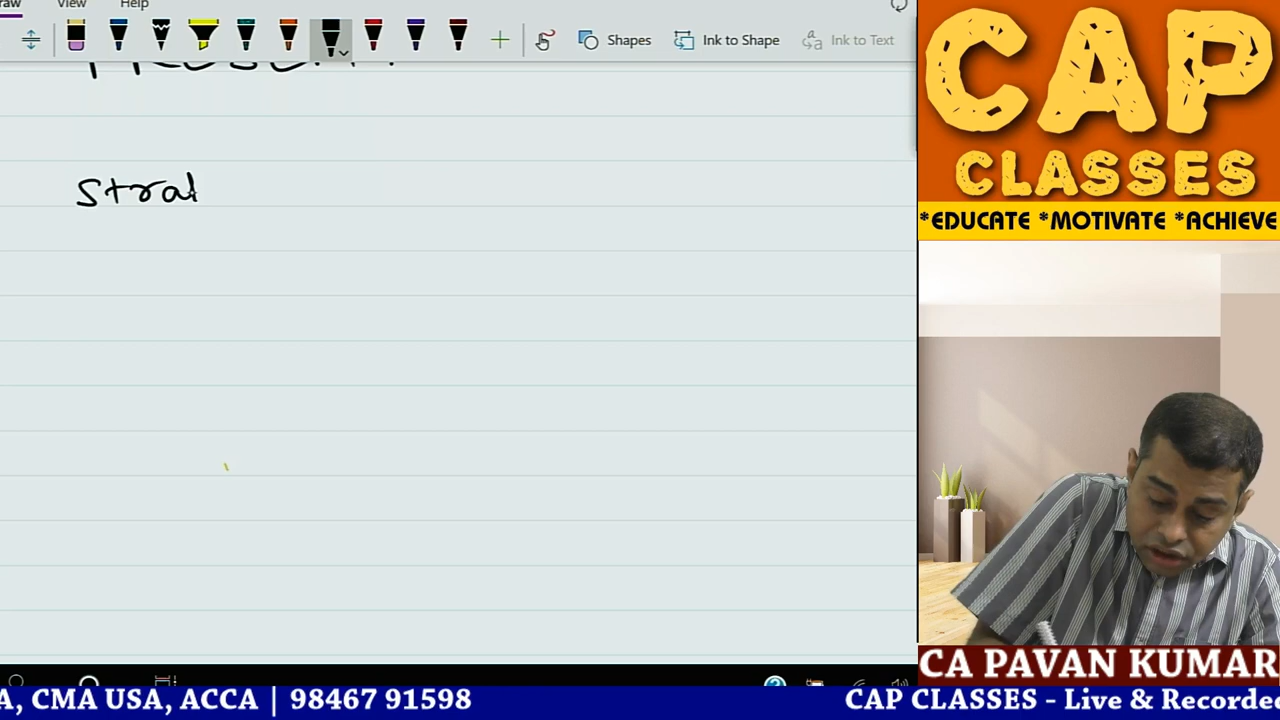 raw View Help
Shapes Ink to Shape Ink to Text
Strat
CAP
CLASSES
*EDUCATE *MOTIVATE *ACHIEVE
CA PAVAN KUMAR
A, CMA USA, ACCA | 98467 91598 CAP CLASSES - Live & Recorded